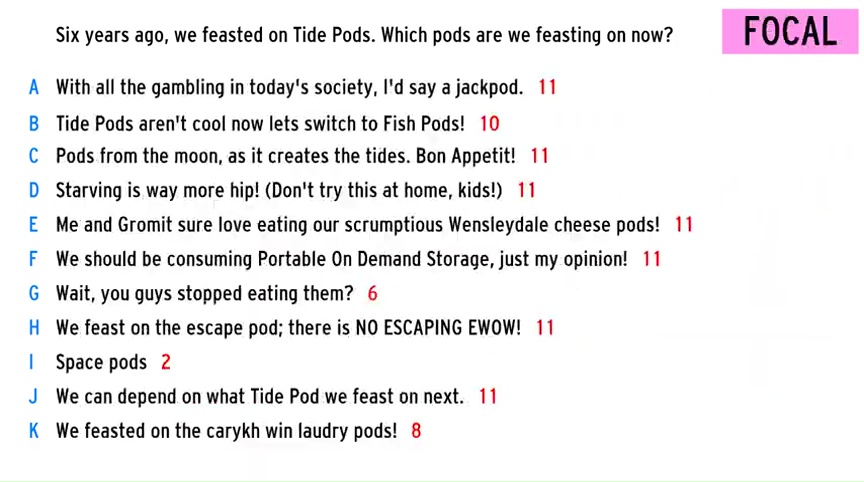 Six years ago, we feasted on Tide Pods. Which pods are we feasting on now?
FOCAL
A With all the gambling in today's society, I'd say a jackpod. 11
B Tide Pods aren't cool now lets switch to Fish Pods! 10
C Pods from the moon, as it creates the tides. Bon Appetit! 11
D Starving is way more hip! (Don't try this at home, kids!) 11
E Me and Gromit sure love eating our scrumptious Wensleydale cheese pods! 11
F We should be consuming Portable On Demand Storage, just my opinion! 11
G Wait, you guys stopped eating them? 6
H We feast on the escape pod; there is NO ESCAPING EWOW! 11
I Space pods 2
J We can depend on what Tide Pod we feast on next. 11
K We feasted on the carykh win laudry pods! 8